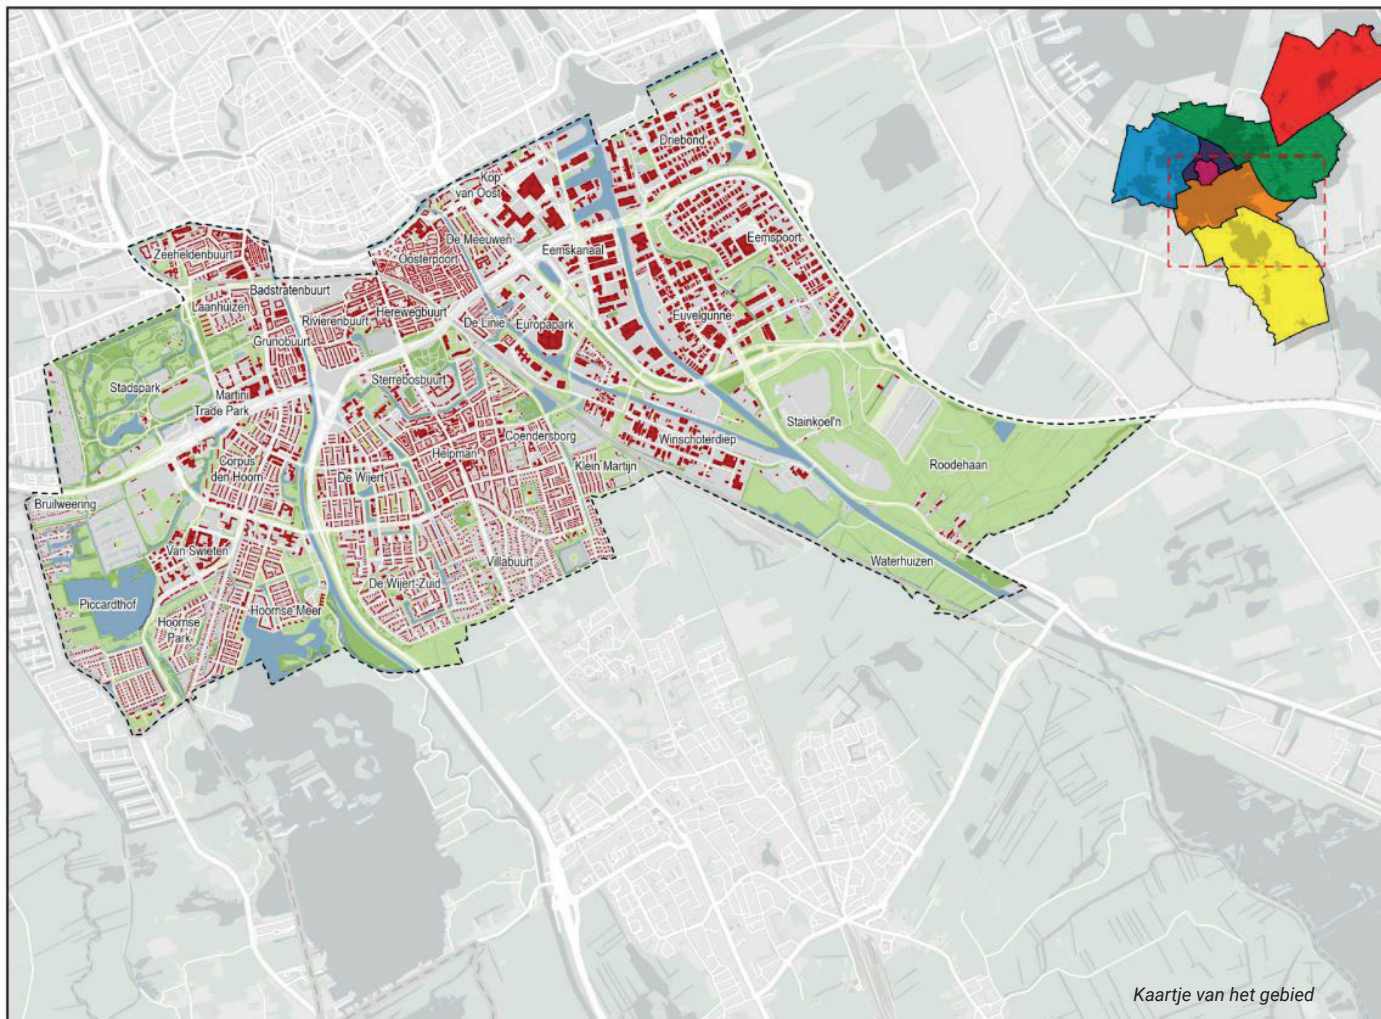 Driebond
Kop
van Oost
De Meeuwen
Eemskanaal
Eemspoort
Zeeheldenbuurt
Oosterpoort
Badstratenbuurt
Laanhuizen
Rivierenbuurt
Herewegbuurt
De Linie
Europapark
Euvelgunne
Grunobuurt
Stadspark
Sterrebosbuurt
Martini
Trade Park
Stainkoel'n
Coendersborg
Winschoterdiep
Helpman
Corpus
den Hoorn
De Wijert
Klein Martijn
Roodehaan
Bruilweering
Van Swieten
Villabuurt
Waterhuizen
De Wijert-Zuid
Piccardthof
Hoornse Meer
Hoornse
Park
Kaartje van het gebied